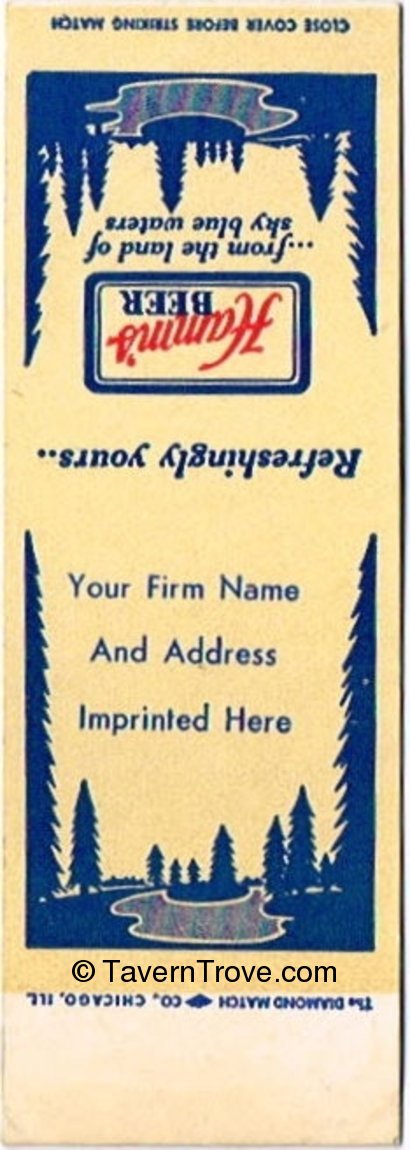 CLOSE COVER BEFORE STRIKING MATCH
...from the land of
sky blue waters
Hamm's
BEER
Refreshingly yours..
Your Firm Name
And Address
Imprinted Here
© TavernTrove.com
The DIAMOND MATCH CO., CHICAGO, ILL.